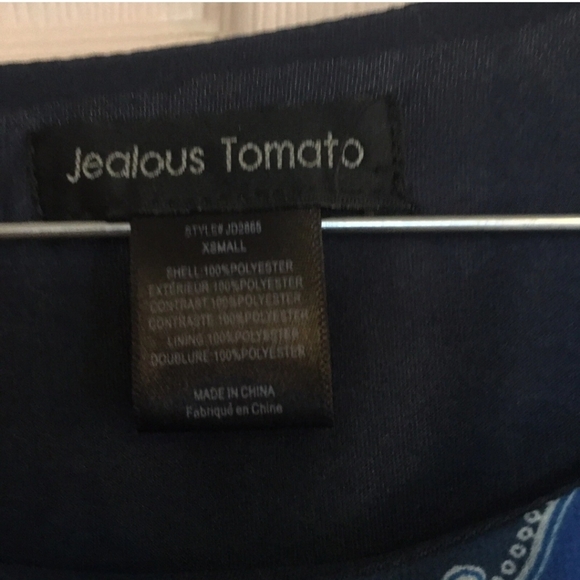 Jealous Tomato
STYLE# JD2865
XSMALL
SHELL:100%POLYESTER
EXTÉRIEUR:100%POLYESTER
CONTRAST:100%POLYESTER
CONTRASTE:100%POLYESTER
LINING:100%POLYESTER
DOUBLURE:100%POLYESTER
MADE IN CHINA
Fabriqué en Chine